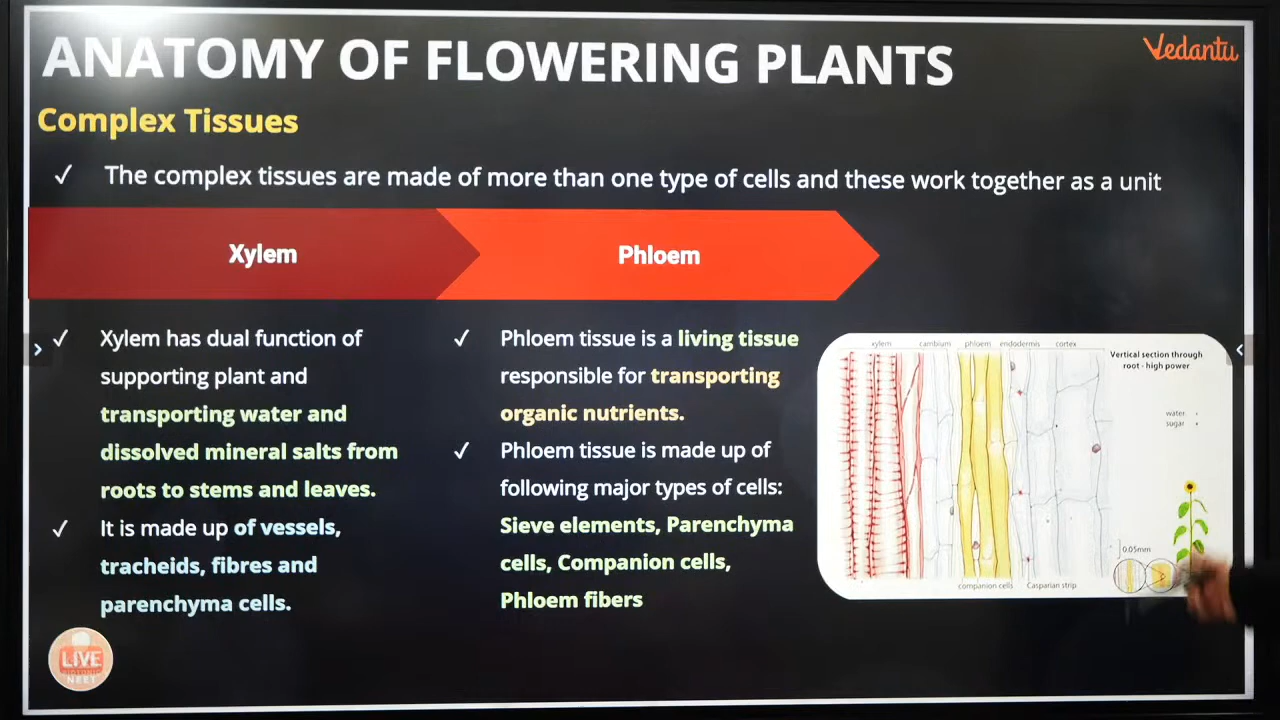 ANATOMY OF FLOWERING PLANTS
Vedantu
Complex Tissues
✓ The complex tissues are made of more than one type of cells and these work together as a unit
Xylem
Phloem
✓ Xylem has dual function of
supporting plant and
transporting water and
dissolved mineral salts from
roots to stems and leaves.
✓ It is made up of vessels,
tracheids, fibres and
parenchyma cells.
✓ Phloem tissue is a living tissue
responsible for transporting
organic nutrients.
✓ Phloem tissue is made up of
following major types of cells:
Sieve elements, Parenchyma
cells, Companion cells,
Phloem fibers
xylem cambium phloem endodermis cortex
Vertical section through
root - high power
water
sugar
0.05mm
companion cells Casparian strip
LIVE
NEET